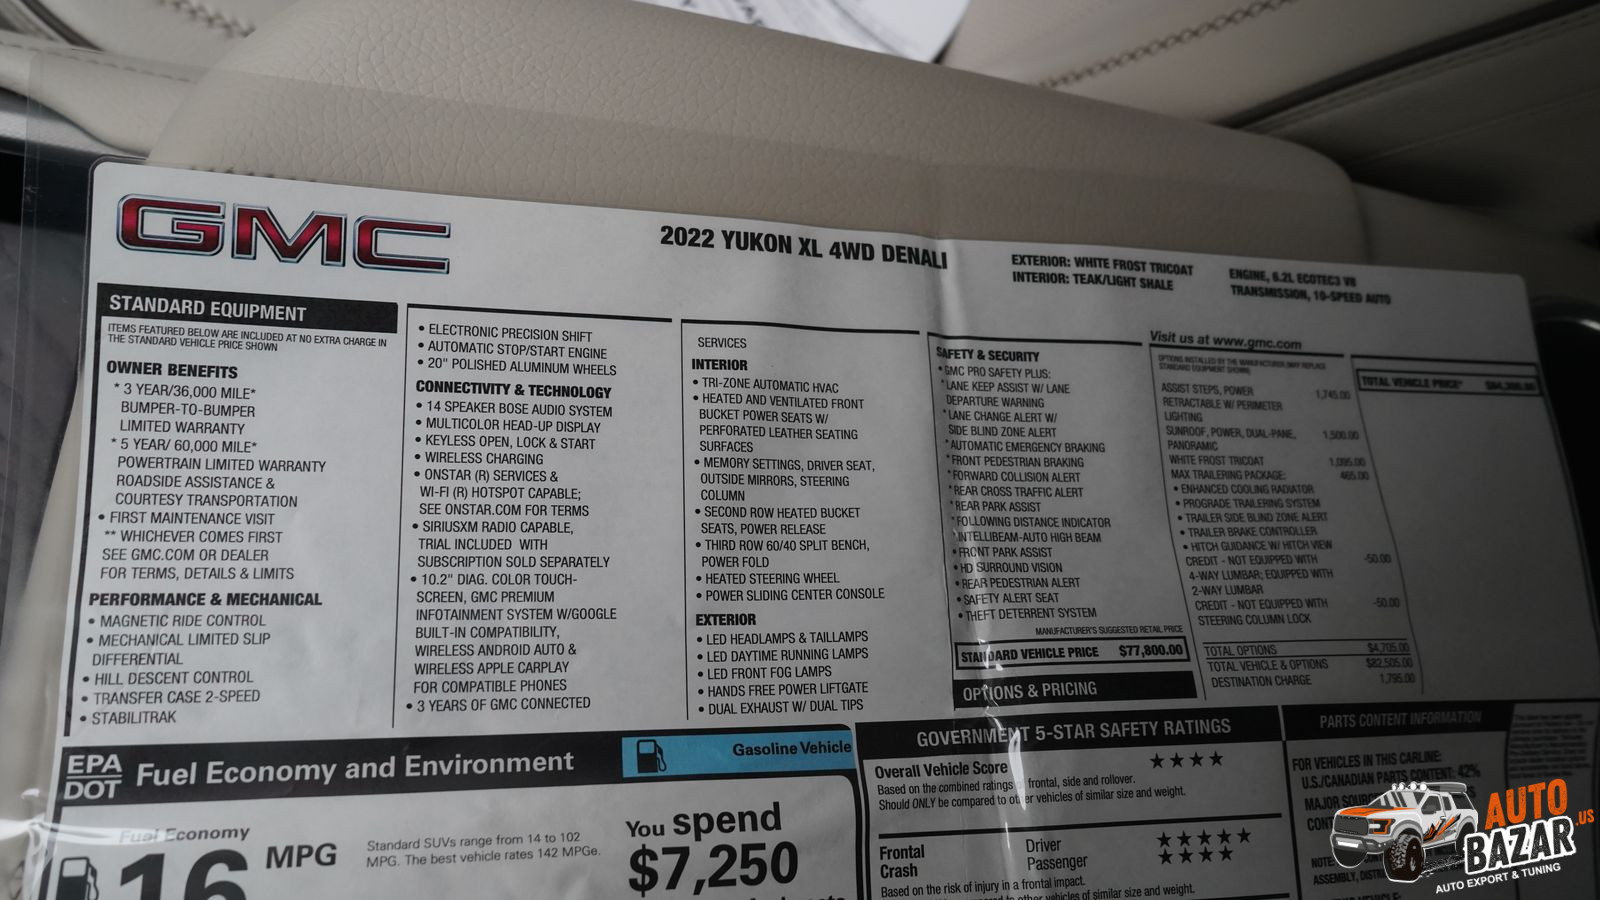 GMC
2022 YUKON XL 4WD DENALI
EXTERIOR: WHITE FROST TRICOAT
INTERIOR: TEAK/LIGHT SHALE
ENGINE, 6.2L ECOTEC3 V8
TRANSMISSION, 10-SPEED AUTO
STANDARD EQUIPMENT
ITEMS FEATURED BELOW ARE INCLUDED AT NO EXTRA CHARGE IN
THE STANDARD VEHICLE PRICE SHOWN
OWNER BENEFITS
* 3 YEAR/36,000 MILE*
BUMPER-TO-BUMPER
LIMITED WARRANTY
* 5 YEAR/ 60,000 MILE*
POWERTRAIN LIMITED WARRANTY
ROADSIDE ASSISTANCE &
COURTESY TRANSPORTATION
• FIRST MAINTENANCE VISIT
** WHICHEVER COMES FIRST
SEE GMC.COM OR DEALER
FOR TERMS, DETAILS & LIMITS
PERFORMANCE & MECHANICAL
• MAGNETIC RIDE CONTROL
• MECHANICAL LIMITED SLIP
DIFFERENTIAL
• HILL DESCENT CONTROL
• TRANSFER CASE 2-SPEED
• STABILITRAK
• ELECTRONIC PRECISION SHIFT
• AUTOMATIC STOP/START ENGINE
• 20" POLISHED ALUMINUM WHEELS
CONNECTIVITY & TECHNOLOGY
• 14 SPEAKER BOSE AUDIO SYSTEM
• MULTICOLOR HEAD-UP DISPLAY
• KEYLESS OPEN, LOCK & START
• WIRELESS CHARGING
• ONSTAR (R) SERVICES &
WI-FI (R) HOTSPOT CAPABLE;
SEE ONSTAR.COM FOR TERMS
• SIRIUSXM RADIO CAPABLE,
TRIAL INCLUDED WITH
SUBSCRIPTION SOLD SEPARATELY
• 10.2" DIAG. COLOR TOUCH-
SCREEN, GMC PREMIUM
INFOTAINMENT SYSTEM W/GOOGLE
BUILT-IN COMPATIBILITY,
WIRELESS ANDROID AUTO &
WIRELESS APPLE CARPLAY
FOR COMPATIBLE PHONES
• 3 YEARS OF GMC CONNECTED
SERVICES
INTERIOR
• TRI-ZONE AUTOMATIC HVAC
• HEATED AND VENTILATED FRONT
BUCKET POWER SEATS W/
PERFORATED LEATHER SEATING
SURFACES
• MEMORY SETTINGS, DRIVER SEAT,
OUTSIDE MIRRORS, STEERING
COLUMN
• SECOND ROW HEATED BUCKET
SEATS, POWER RELEASE
• THIRD ROW 60/40 SPLIT BENCH,
POWER FOLD
• HEATED STEERING WHEEL
• POWER SLIDING CENTER CONSOLE
EXTERIOR
• LED HEADLAMPS & TAILLAMPS
• LED DAYTIME RUNNING LAMPS
• LED FRONT FOG LAMPS
• HANDS FREE POWER LIFTGATE
• DUAL EXHAUST W/ DUAL TIPS
SAFETY & SECURITY
• GMC PRO SAFETY PLUS:
* LANE KEEP ASSIST W/ LANE
DEPARTURE WARNING
* LANE CHANGE ALERT W/
SIDE BLIND ZONE ALERT
* AUTOMATIC EMERGENCY BRAKING
* FRONT PEDESTRIAN BRAKING
* FORWARD COLLISION ALERT
* REAR CROSS TRAFFIC ALERT
* REAR PARK ASSIST
* FOLLOWING DISTANCE INDICATOR
* INTELLIBEAM-AUTO HIGH BEAM
• FRONT PARK ASSIST
• HD SURROUND VISION
• REAR PEDESTRIAN ALERT
• SAFETY ALERT SEAT
• THEFT DETERRENT SYSTEM
MANUFACTURER'S SUGGESTED RETAIL PRICE
STANDARD VEHICLE PRICE $77,800.00
OPTIONS & PRICING
Visit us at www.gmc.com
OPTIONS INSTALLED BY THE MANUFACTURER (MAY REPLACE
STANDARD EQUIPMENT SHOWN)
ASSIST STEPS, POWER 1,745.00
RETRACTABLE W/ PERIMETER
LIGHTING
SUNROOF, POWER, DUAL-PANE, 1,500.00
PANORAMIC
WHITE FROST TRICOAT 1,095.00
MAX TRAILERING PACKAGE: 465.00
• ENHANCED COOLING RADIATOR
• PROGRADE TRAILERING SYSTEM
• TRAILER SIDE BLIND ZONE ALERT
• TRAILER BRAKE CONTROLLER
• HITCH GUIDANCE W/ HITCH VIEW
CREDIT - NOT EQUIPPED WITH -50.00
4-WAY LUMBAR; EQUIPPED WITH
2-WAY LUMBAR
CREDIT - NOT EQUIPPED WITH -50.00
STEERING COLUMN LOCK
TOTAL OPTIONS $4,705.00
TOTAL VEHICLE & OPTIONS $82,505.00
DESTINATION CHARGE 1,795.00
TOTAL VEHICLE PRICE* $84,300.00
EPA
DOT
Fuel Economy and Environment
Gasoline Vehicle
Fuel Economy
16 MPG
Standard SUVs range from 14 to 102
MPG. The best vehicle rates 142 MPGe.
You spend
$7,250
GOVERNMENT 5-STAR SAFETY RATINGS
Overall Vehicle Score ★★★★
Based on the combined ratings of frontal, side and rollover.
Should ONLY be compared to other vehicles of similar size and weight.
Frontal
Crash
Driver ★★★★★
Passenger ★★★★
Based on the risk of injury in a frontal impact.
vehicles of similar size and weight.
PARTS CONTENT INFORMATION
FOR VEHICLES IN THIS CARLINE:
U.S./CANADIAN PARTS CONTENT: 42%
AUTO
BAZAR.US
AUTO EXPORT & TUNING